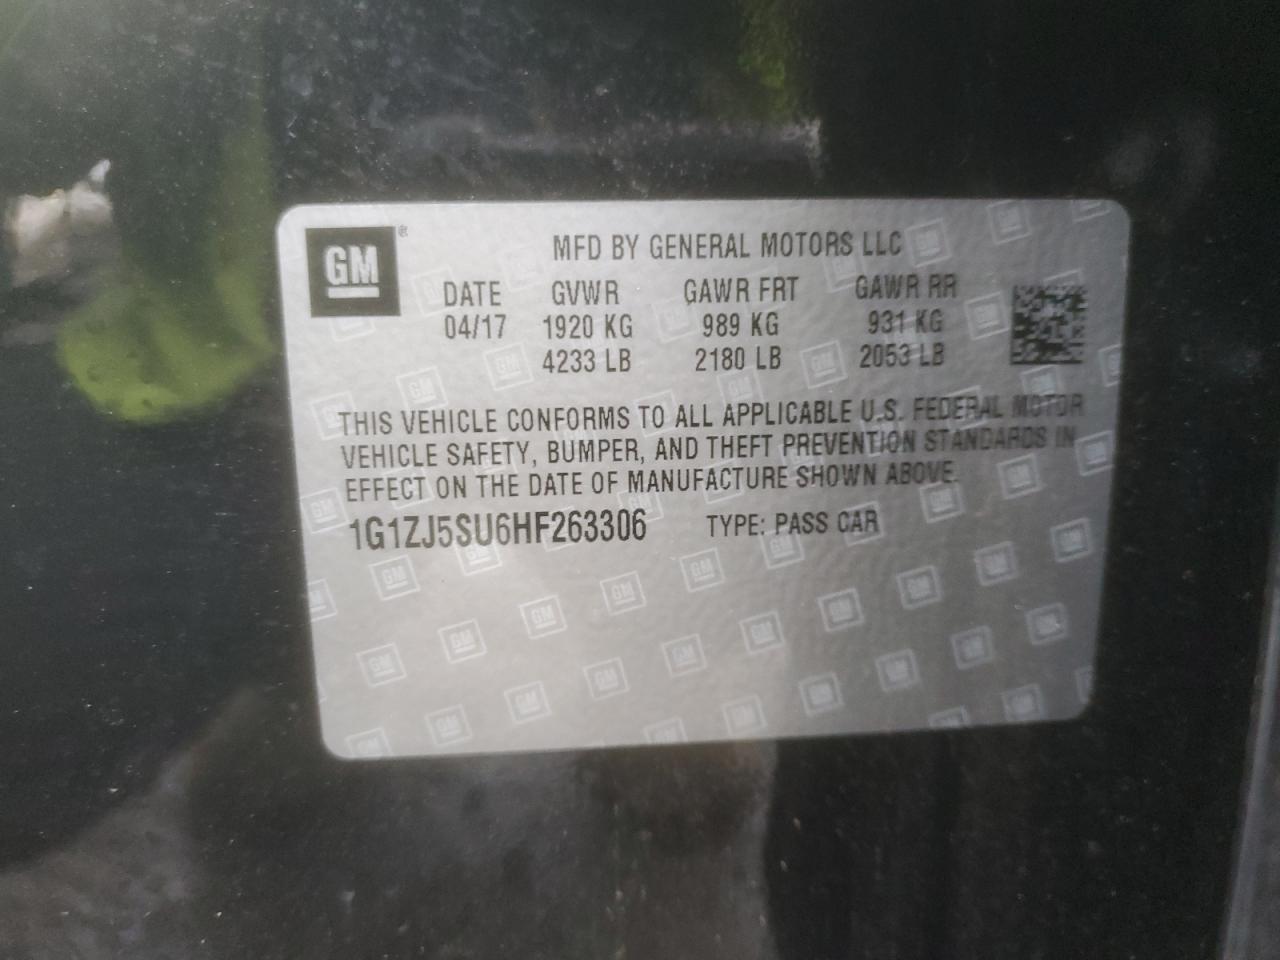 GM®
MFD BY GENERAL MOTORS LLC
DATE GVWR GAWR FRT GAWR RR
04/17 1920 KG 989 KG 931 KG
4233 LB 2180 LB 2053 LB
THIS VEHICLE CONFORMS TO ALL APPLICABLE U.S. FEDERAL MOTOR
VEHICLE SAFETY, BUMPER, AND THEFT PREVENTION STANDARDS IN
EFFECT ON THE DATE OF MANUFACTURE SHOWN ABOVE.
1G1ZJ5SU6HF263306 TYPE: PASS CAR